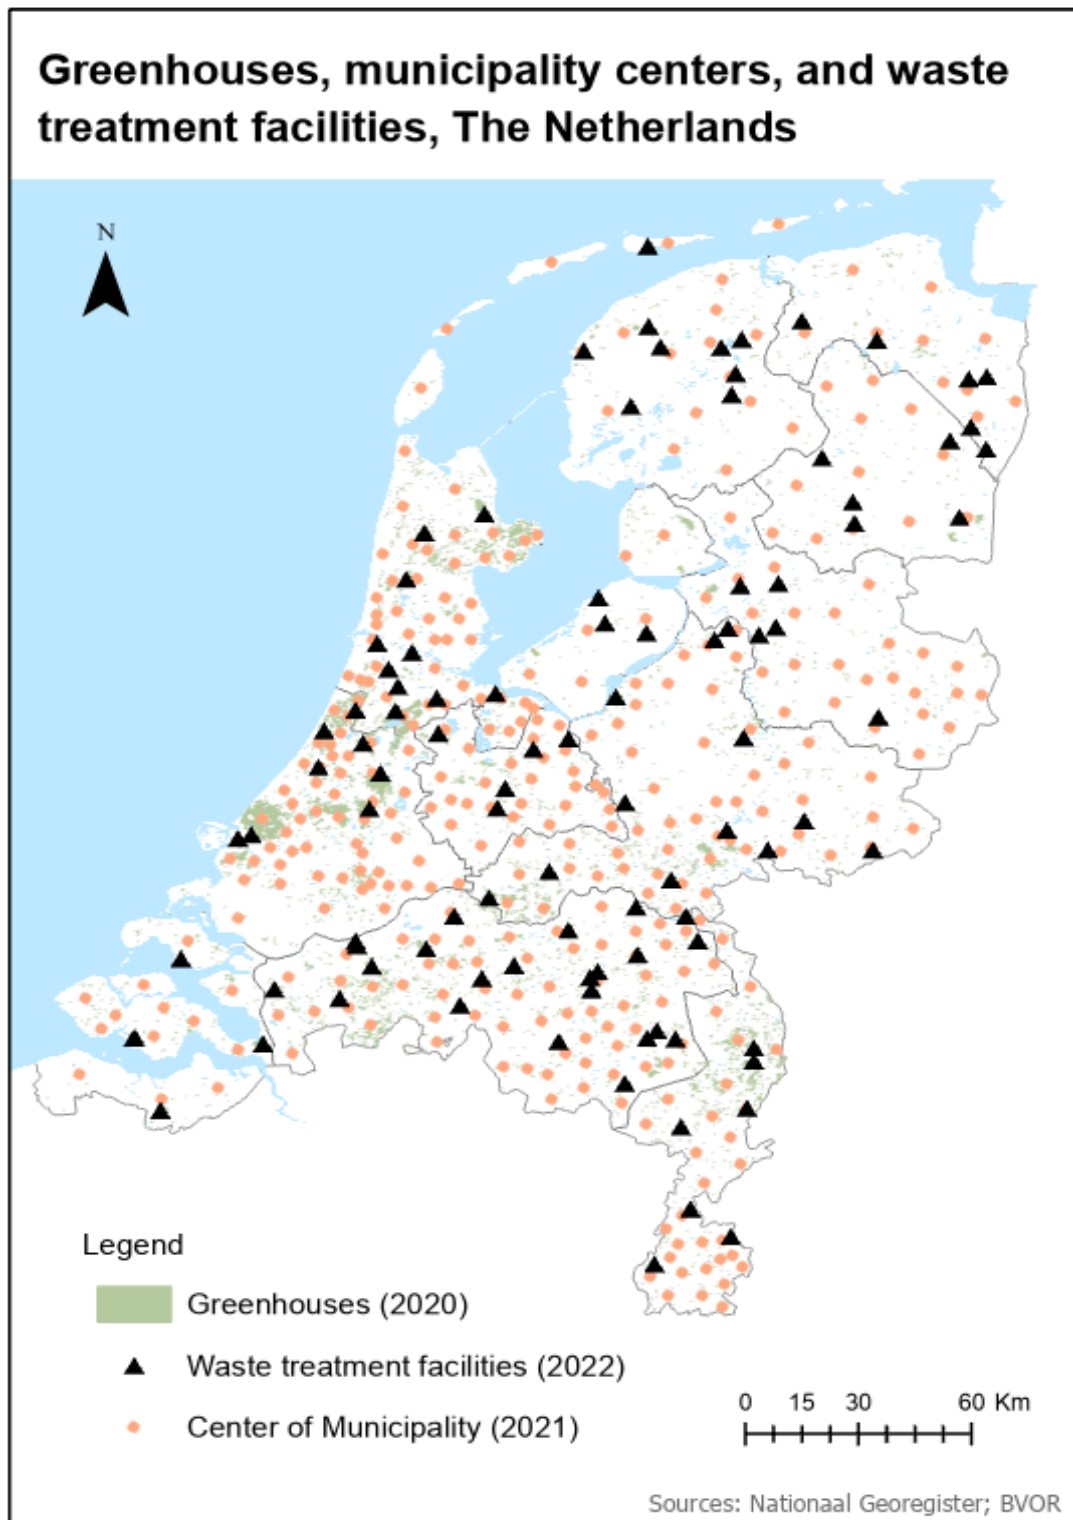 Greenhouses, municipality centers, and waste
treatment facilities, The Netherlands
N
Legend
Greenhouses (2020)
Waste treatment facilities (2022)
Center of Municipality (2021)
0 15 30 60 Km
Sources: Nationaal Georegister; BVOR